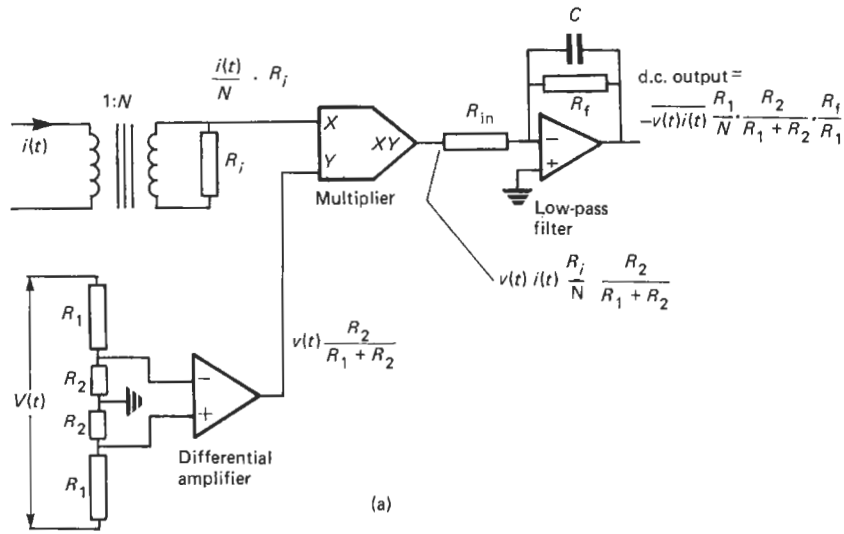 i(t)/N · R_i
1:N
i(t)
R_i
X
Y
XY
Multiplier
R_in
C
R_f
−
+
Low-pass
filter
d.c. output =
-v(t)i(t) R_1/N · R_2/(R_1 + R_2) · R_f/R_1
v(t) i(t) R_i/N R_2/(R_1 + R_2)
V(t)
R_1
R_2
R_2
R_1
−
+
Differential
amplifier
v(t) R_2/(R_1 + R_2)
(a)